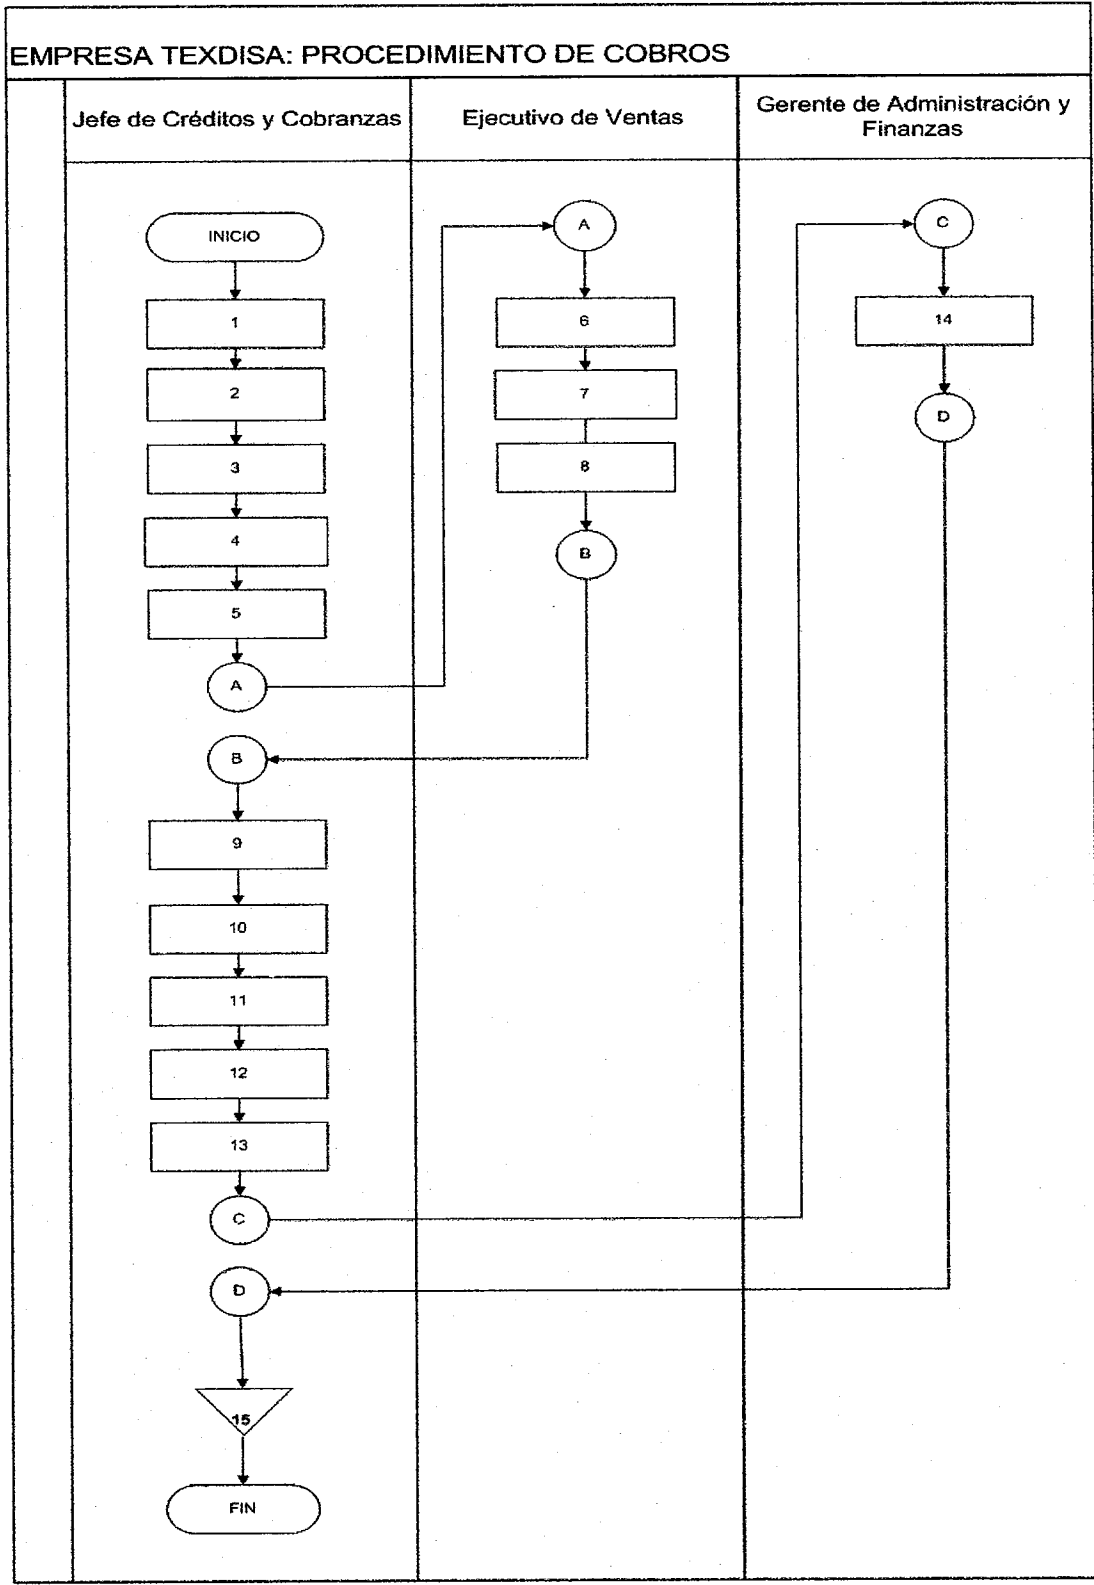 EMPRESA TEXDISA: PROCEDIMIENTO DE COBROS
Jefe de Créditos y Cobranzas
Ejecutivo de Ventas
Gerente de Administración y
Finanzas
INICIO
1
2
3
4
5
A
B
9
10
11
12
13
C
D
15
FIN
A
6
7
8
B
C
14
D